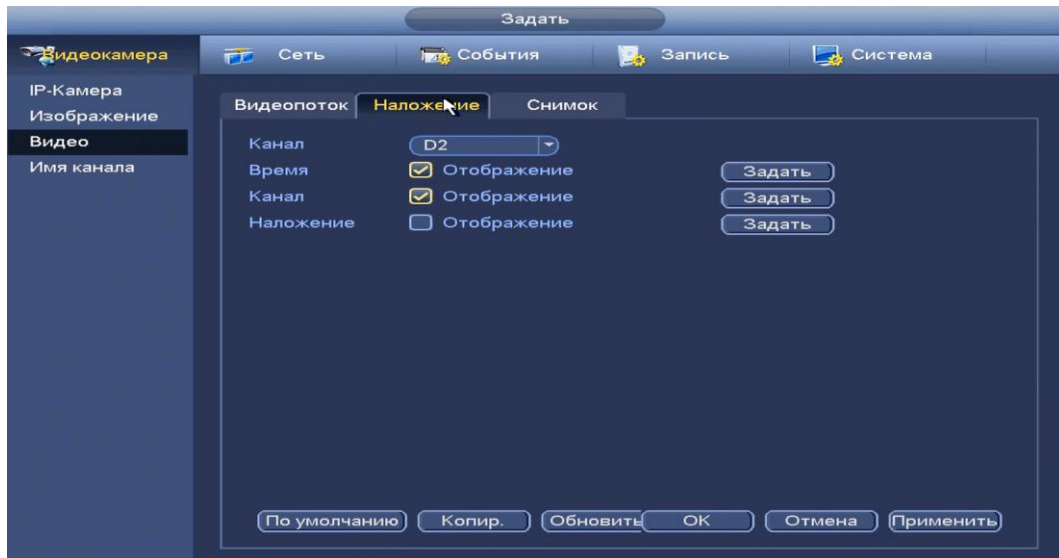 Задать
Видеокамера Сеть События Запись Система
IP-Камера
Изображение
Видео
Имя канала
Видеопоток Наложение Снимок
Канал D2
Время Отображение Задать
Канал Отображение Задать
Наложение Отображение Задать
По умолчанию Копир. Обновить OK Отмена Применить